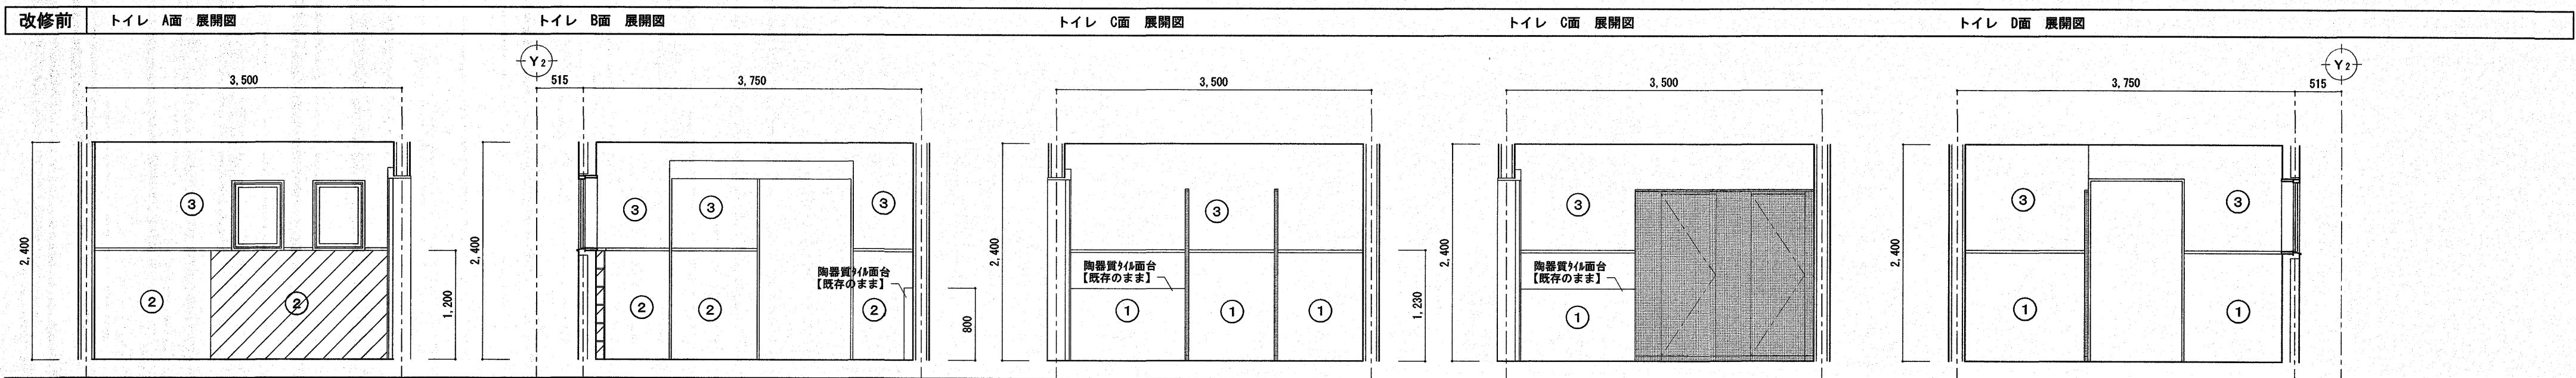 改修前 トイレ A面 展開図 トイレ B面 展開図 トイレ C面 展開図 トイレ C面 展開図 トイレ D面 展開図
Y2 Y2
3,500 515 3,750 3,500 3,500 3,750 515
③ ③ ③ ③ ③ ③ ③ ③
2,400 2,400 2,400 2,400 2,400
陶器質ﾀｲﾙ面台 陶器質ﾀｲﾙ面台 陶器質ﾀｲﾙ面台
【既存のまま】 【既存のまま】 【既存のまま】
② ② ② ② ② ① ① ① ① ① ①
1,200 800 1,230